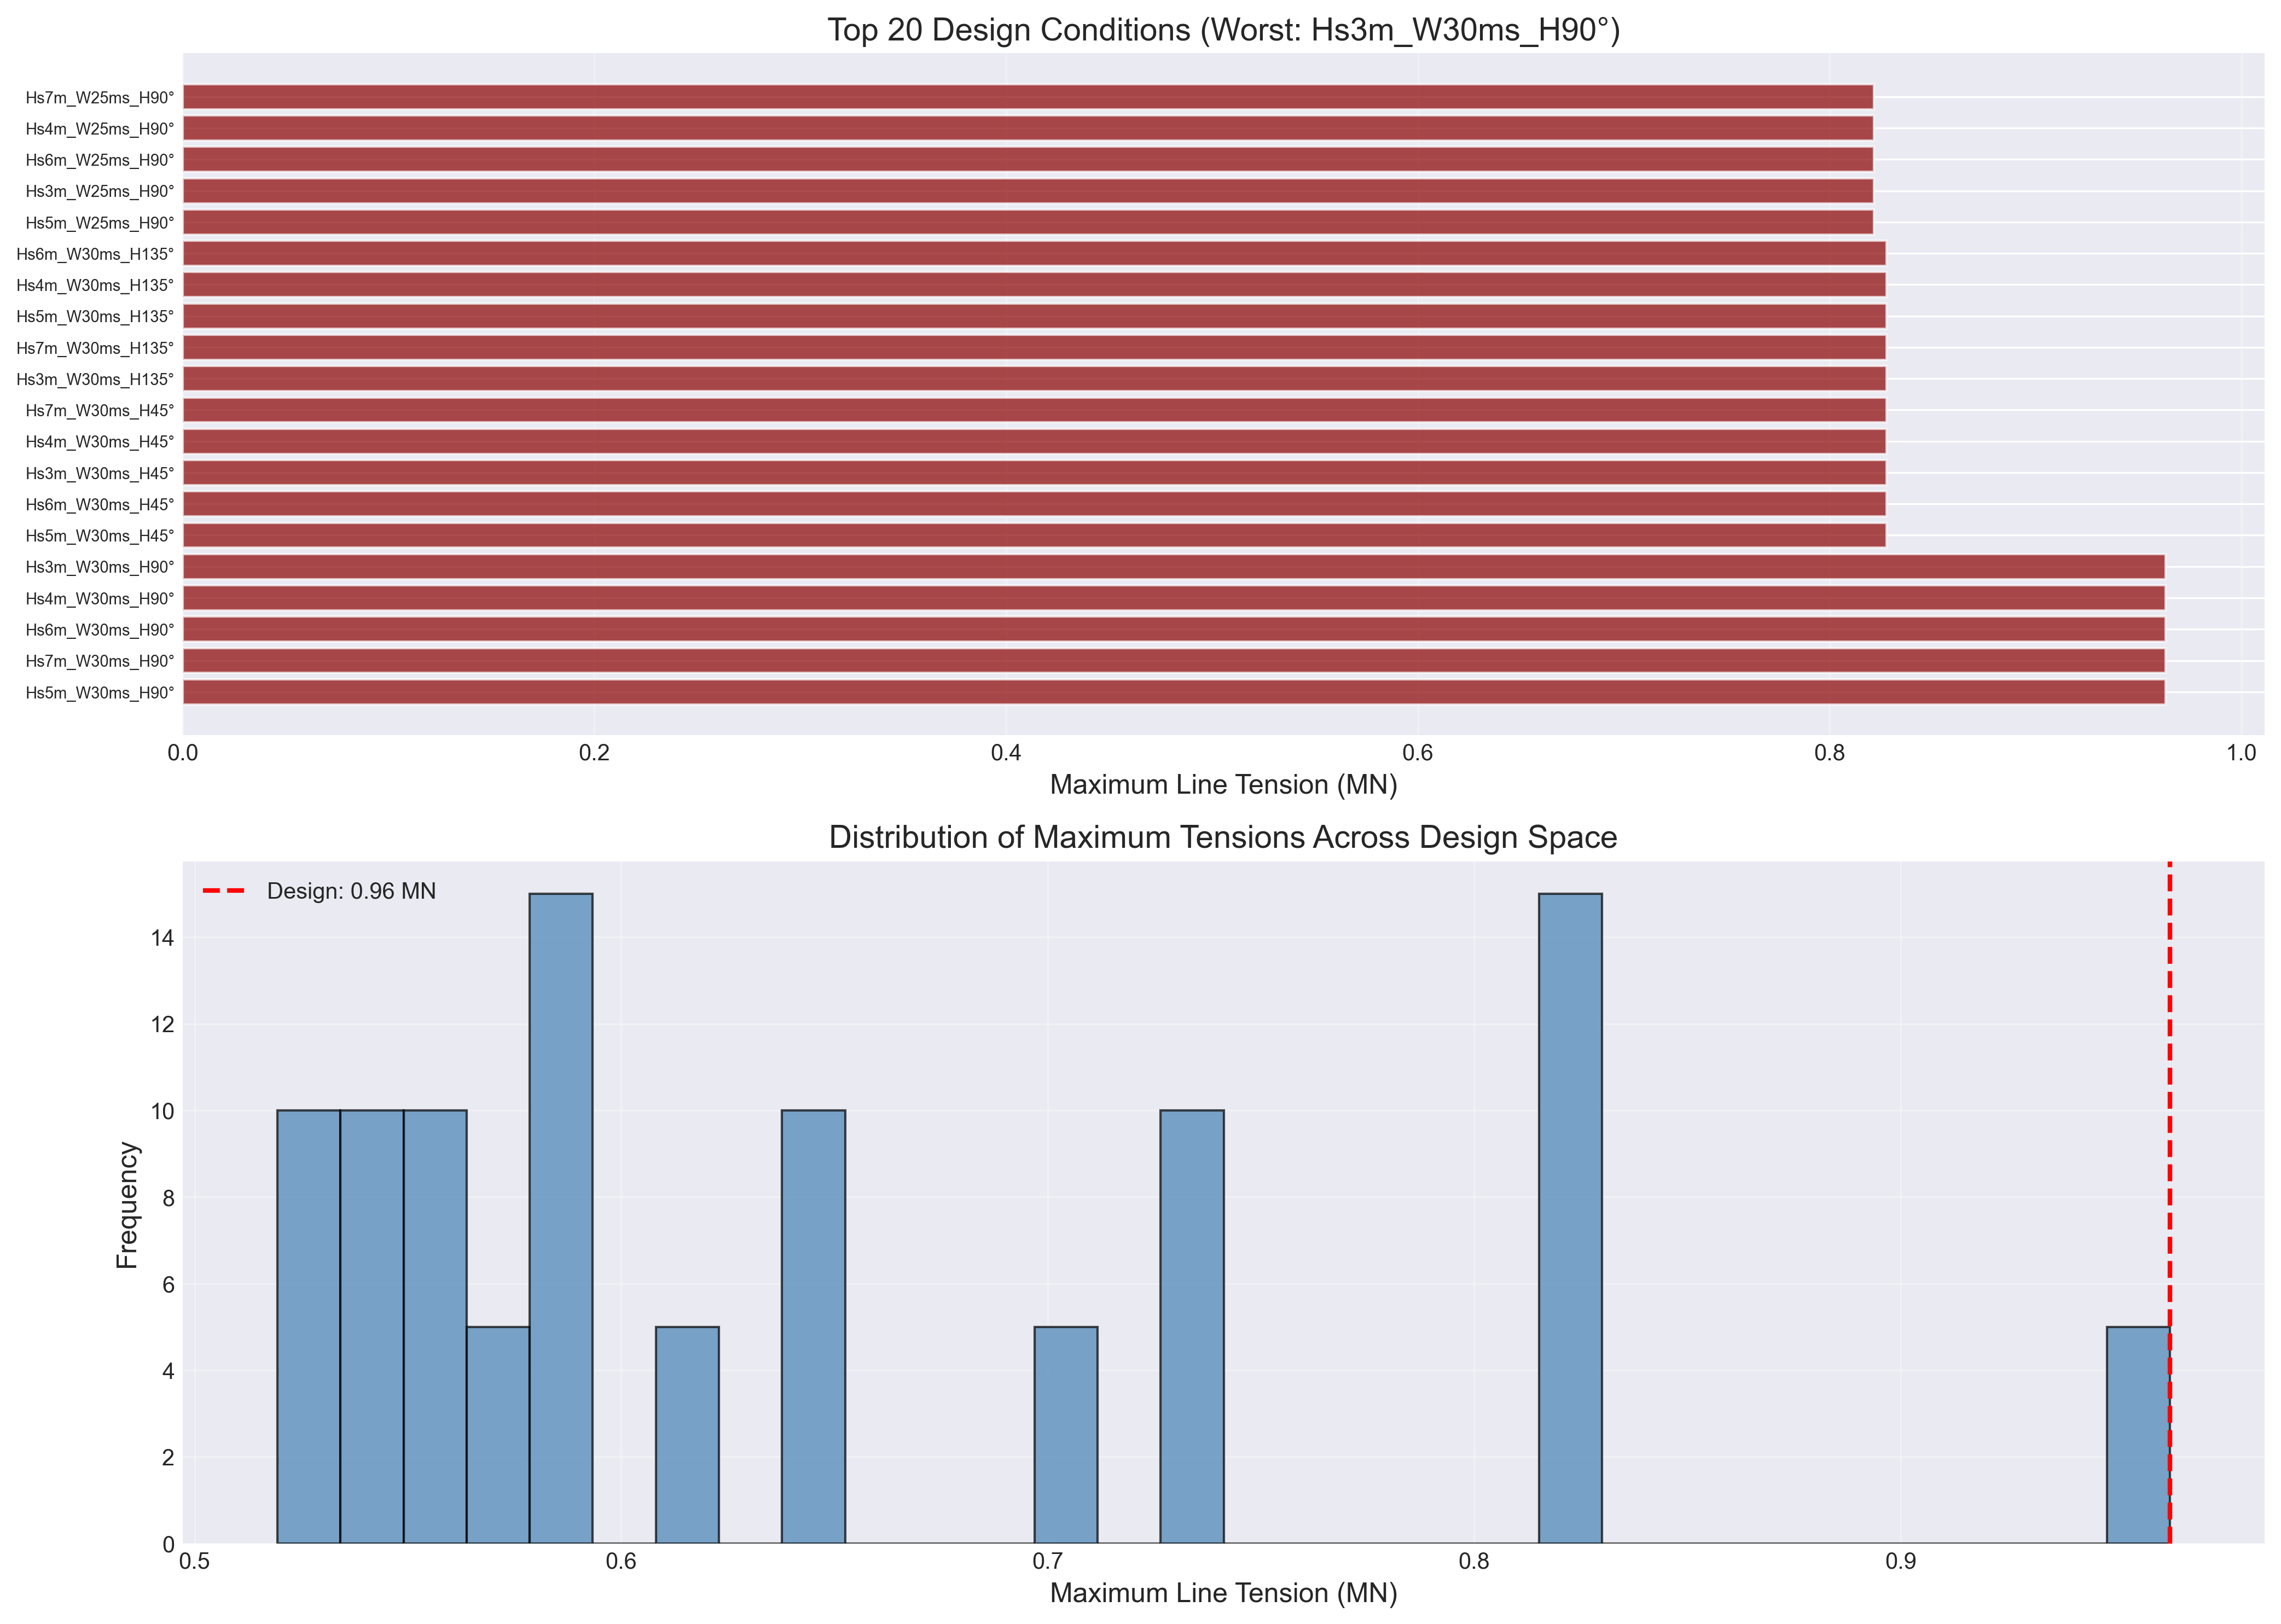 Top 20 Design Conditions (Worst: Hs3m_W30ms_H90°)
Hs7m_W25ms_H90°
Hs4m_W25ms_H90°
Hs6m_W25ms_H90°
Hs3m_W25ms_H90°
Hs5m_W25ms_H90°
Hs6m_W30ms_H135°
Hs4m_W30ms_H135°
Hs5m_W30ms_H135°
Hs7m_W30ms_H135°
Hs3m_W30ms_H135°
Hs7m_W30ms_H45°
Hs4m_W30ms_H45°
Hs3m_W30ms_H45°
Hs6m_W30ms_H45°
Hs5m_W30ms_H45°
Hs3m_W30ms_H90°
Hs4m_W30ms_H90°
Hs6m_W30ms_H90°
Hs7m_W30ms_H90°
Hs5m_W30ms_H90°
0.0 0.2 0.4 0.6 0.8 1.0
Maximum Line Tension (MN)
Distribution of Maximum Tensions Across Design Space
Design: 0.96 MN
Frequency
14
12
10
8
6
4
2
0
0.5 0.6 0.7 0.8 0.9
Maximum Line Tension (MN)